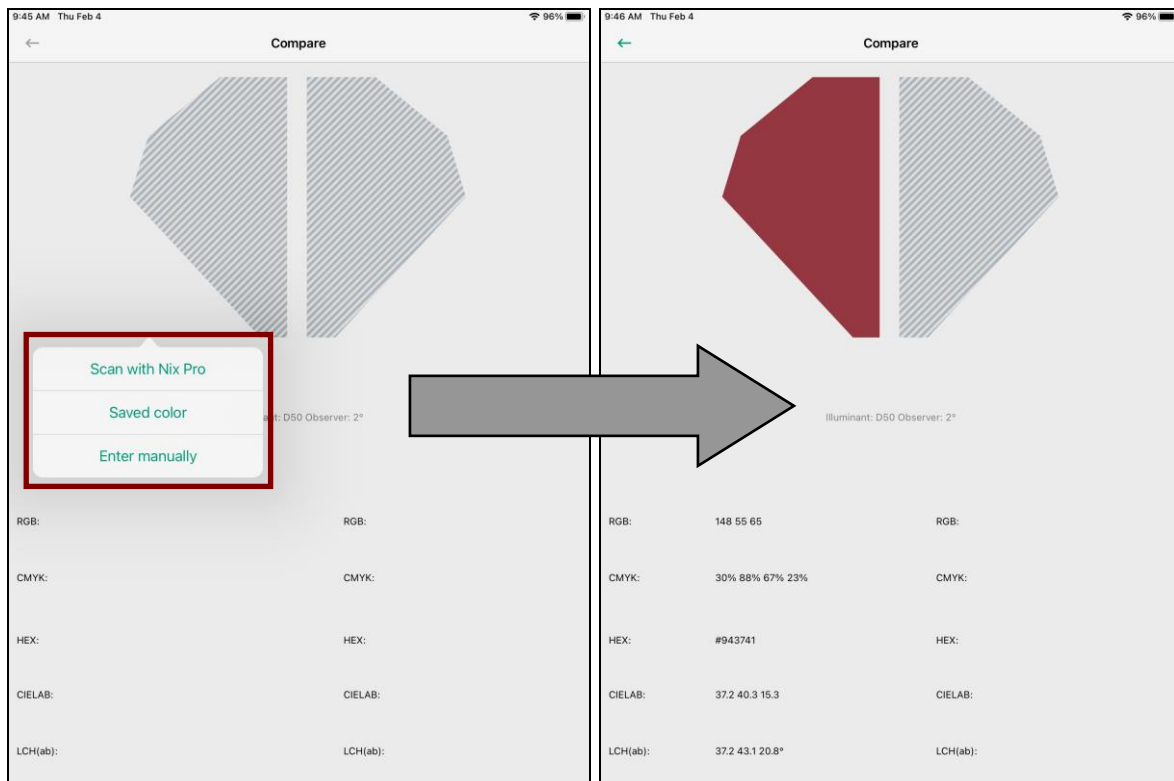 9:45 AM Thu Feb 4
96%
Compare
Scan with Nix Pro
Saved color
Enter manually
ant: D50 Observer: 2°
RGB:
RGB:
CMYK:
CMYK:
HEX:
HEX:
CIELAB:
CIELAB:
LCH(ab):
LCH(ab):
9:46 AM Thu Feb 4
96%
Compare
Illuminant: D50 Observer: 2°
RGB: 148 55 65
RGB:
CMYK: 30% 88% 67% 23%
CMYK:
HEX: #943741
HEX:
CIELAB: 37.2 40.3 15.3
CIELAB:
LCH(ab): 37.2 43.1 20.8°
LCH(ab):